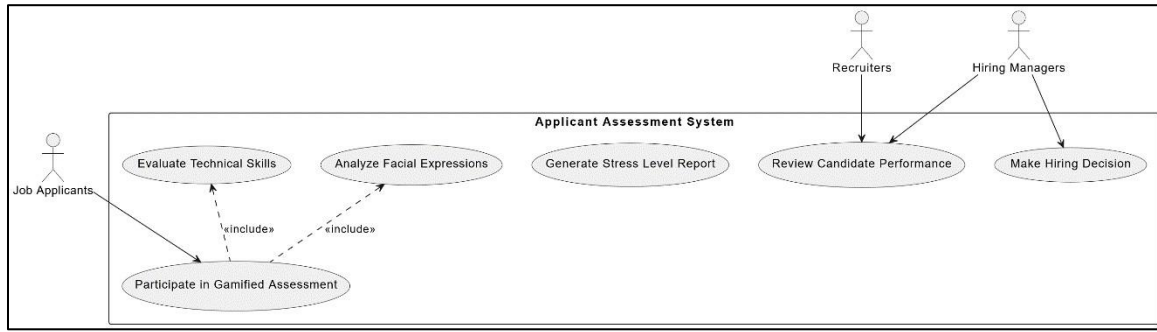 Recruiters
Hiring Managers
Applicant Assessment System
Job Applicants
Evaluate Technical Skills
Analyze Facial Expressions
Generate Stress Level Report
Review Candidate Performance
Make Hiring Decision
«include»
«include»
Participate in Gamified Assessment